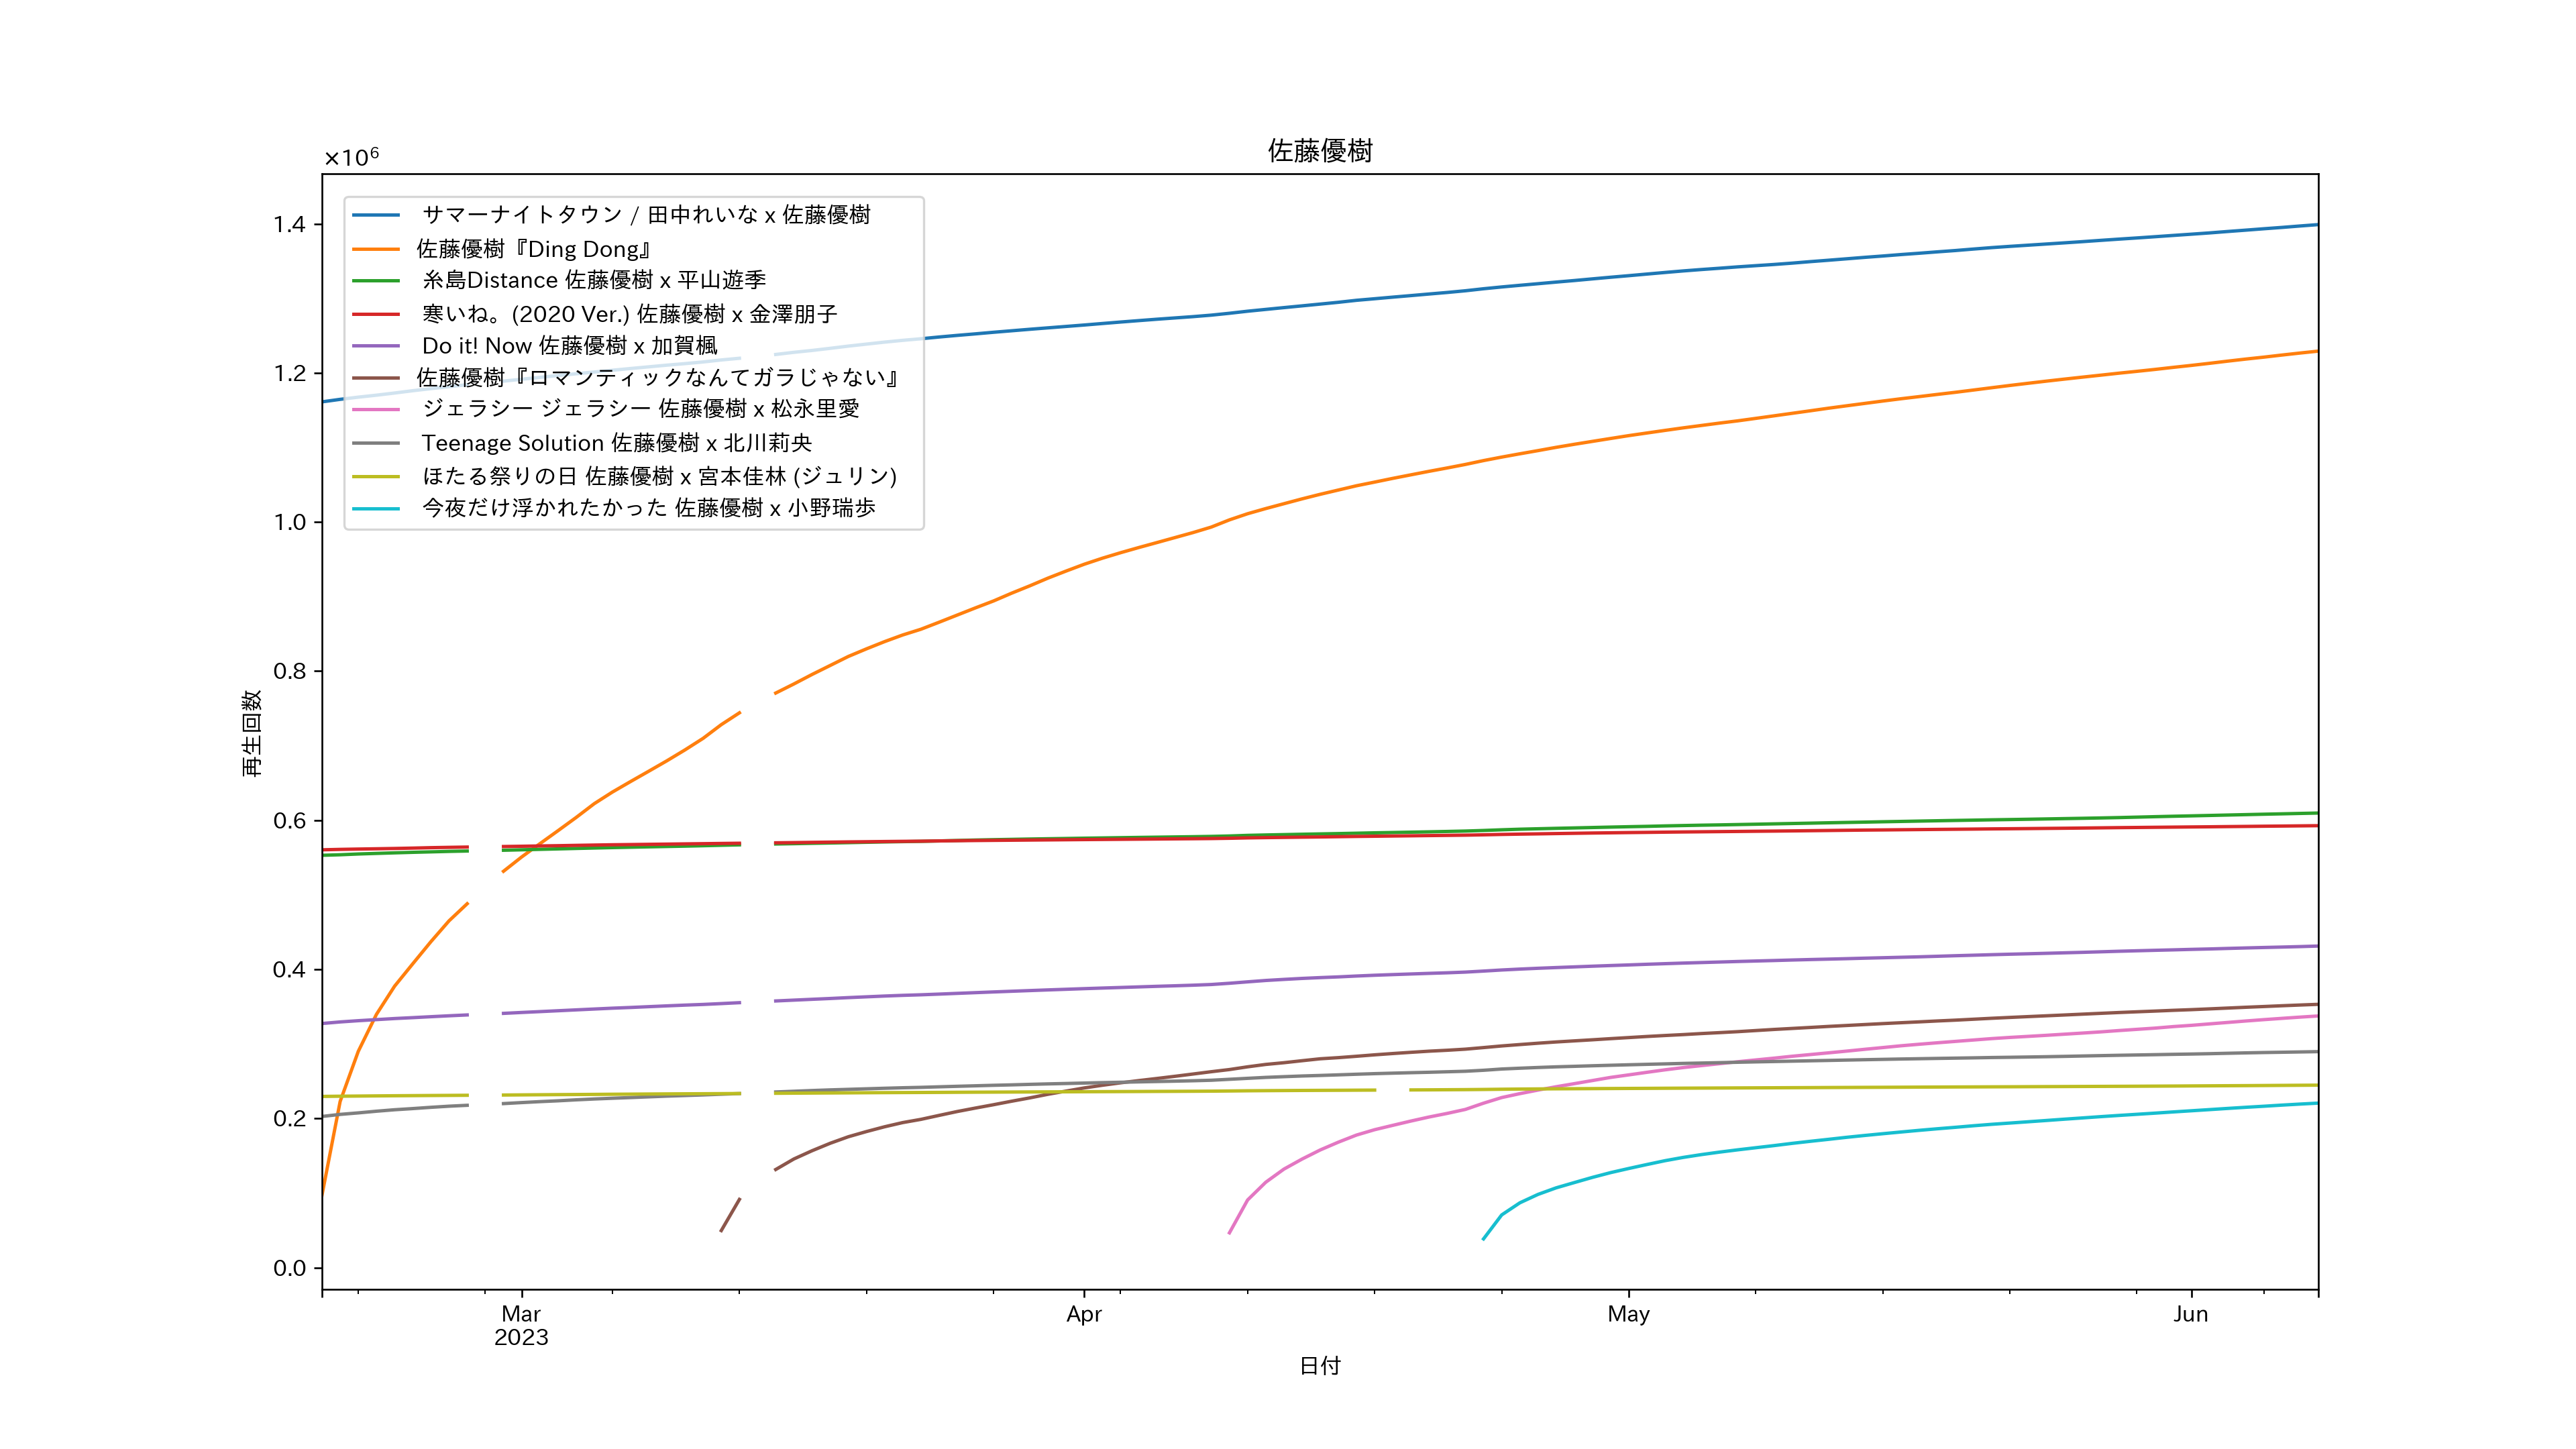 佐藤優樹
×10⁶
1.4
1.2
1.0
0.8
0.6
0.4
0.2
0.0
再生回数
サマーナイトタウン / 田中れいな x 佐藤優樹
佐藤優樹『Ding Dong』
糸島Distance 佐藤優樹 x 平山遊季
寒いね。(2020 Ver.) 佐藤優樹 x 金澤朋子
Do it! Now 佐藤優樹 x 加賀楓
佐藤優樹『ロマンティックなんてガラじゃない』
ジェラシー ジェラシー 佐藤優樹 x 松永里愛
Teenage Solution 佐藤優樹 x 北川莉央
ほたる祭りの日 佐藤優樹 x 宮本佳林 (ジュリン)
今夜だけ浮かれたかった 佐藤優樹 x 小野瑞歩
Mar
2023
Apr
May
Jun
日付